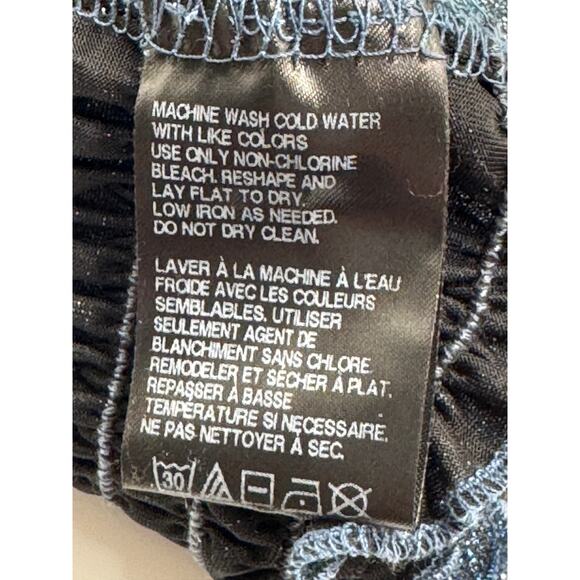 MACHINE WASH COLD WATER
WITH LIKE COLORS
USE ONLY NON-CHLORINE
BLEACH. RESHAPE AND
LAY FLAT TO DRY.
LOW IRON AS NEEDED.
DO NOT DRY CLEAN.
LAVER À LA MACHINE À L'EAU
FROIDE AVEC LES COULEURS
SEMBLABLES. UTILISER
SEULEMENT AGENT DE
BLANCHIMENT SANS CHLORE.
REMODELER ET SÉCHER À PLAT.
REPASSER À BASSE
TEMPÉRATURE SI NÉCESSAIRE.
NE PAS NETTOYER À SEC.
30